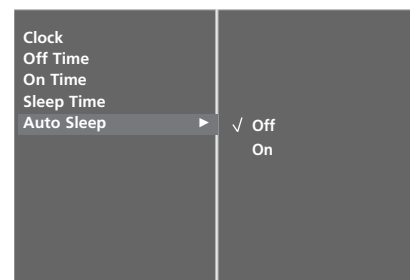 Clock
Off Time
On Time
Sleep Time
Auto Sleep ►
√ Off
On